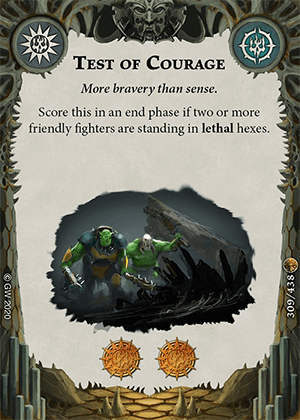 TEST OF COURAGE
More bravery than sense.
Score this in an end phase if two or more
friendly fighters are standing in lethal hexes.
© GW 2020
309/438